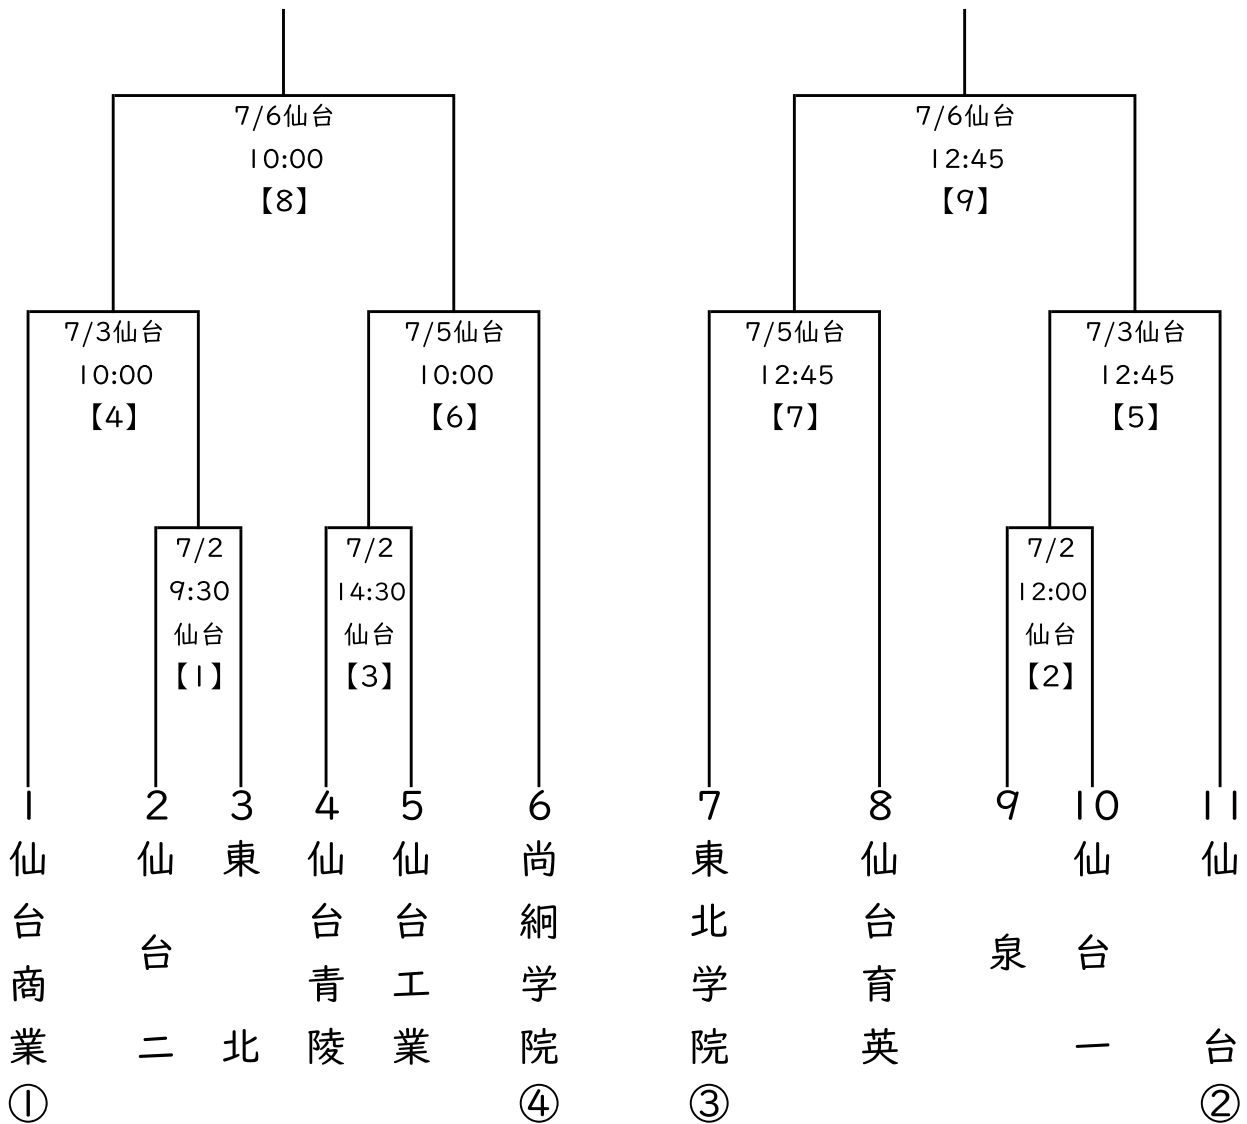 7/6仙台
10:00
【8】
7/6仙台
12:45
【9】
7/3仙台
10:00
【4】
7/5仙台
10:00
【6】
7/5仙台
12:45
【7】
7/3仙台
12:45
【5】
7/2
9:30
仙台
【1】
7/2
14:30
仙台
【3】
7/2
12:00
仙台
【2】
1
仙台商業
①
2
仙台二
3
東北
4
仙台青陵
5
仙台工業
6
尚絅学院
④
7
東北学院
③
8
仙台育英
9
泉
10
仙台一
11
仙台
②